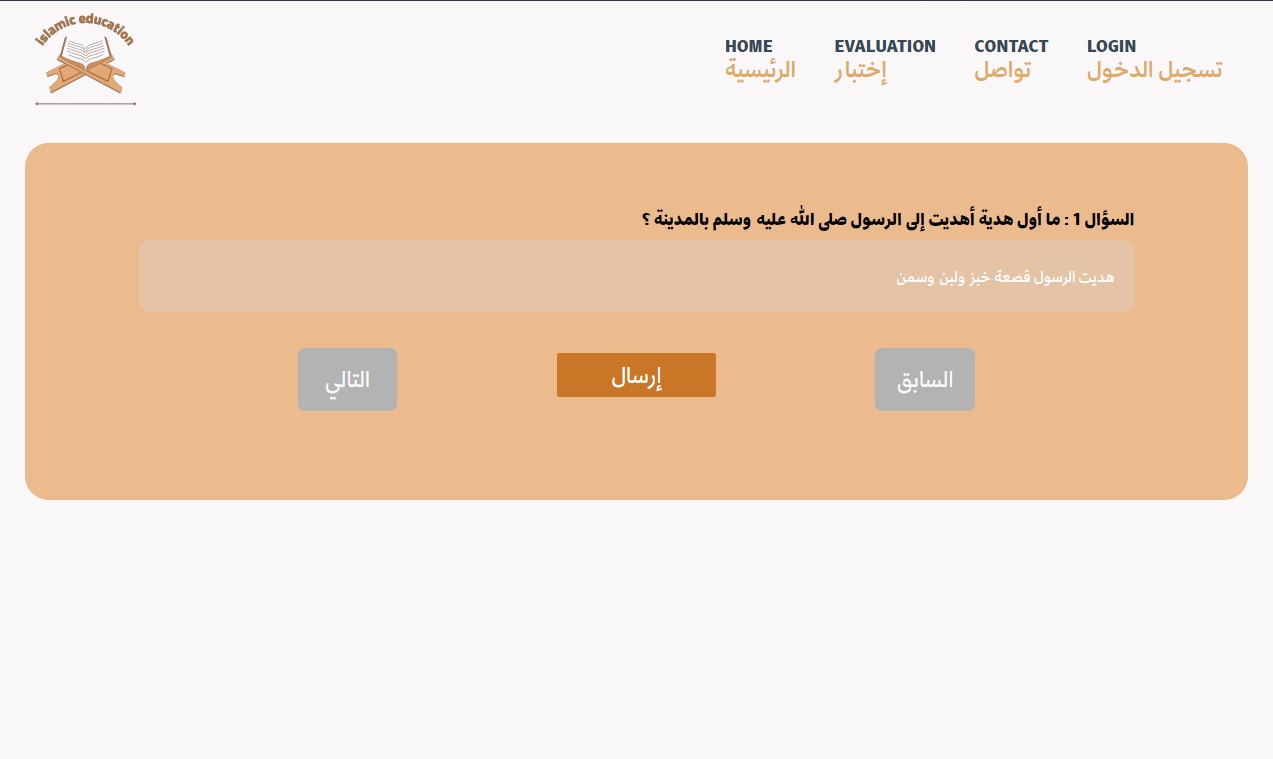 islamic education
HOME
الرئيسية
EVALUATION
إختبار
CONTACT
تواصل
LOGIN
تسجيل الدخول
السؤال 1 : ما أول هدية أهديت إلى الرسول صلى الله عليه وسلم بالمدينة ؟
هديت الرسول قصعة خبز ولبن وسمن
السابق
إرسال
التالي